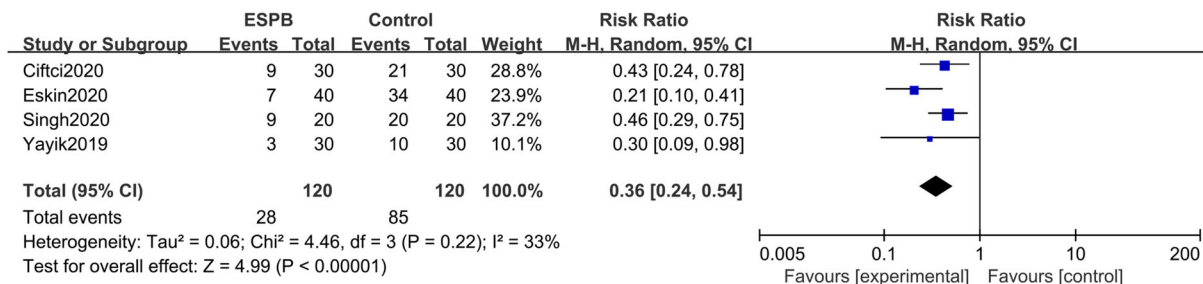 ESPB Control Risk Ratio Risk Ratio
Study or Subgroup Events Total Events Total Weight M-H, Random, 95% CI M-H, Random, 95% CI
Ciftci2020 9 30 21 30 28.8% 0.43 [0.24, 0.78]
Eskin2020 7 40 34 40 23.9% 0.21 [0.10, 0.41]
Singh2020 9 20 20 20 37.2% 0.46 [0.29, 0.75]
Yayik2019 3 30 10 30 10.1% 0.30 [0.09, 0.98]
Total (95% CI) 120 120 100.0% 0.36 [0.24, 0.54]
Total events 28 85
Heterogeneity: Tau² = 0.06; Chi² = 4.46, df = 3 (P = 0.22); I² = 33%
Test for overall effect: Z = 4.99 (P < 0.00001)
0.005 0.1 1 10 200
Favours [experimental] Favours [control]